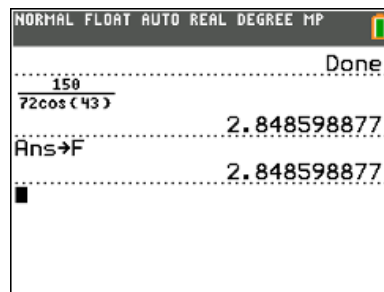 NORMAL FLOAT AUTO REAL DEGREE MP
Done
150
72cos(43)
2.848598877
Ans→F
2.848598877